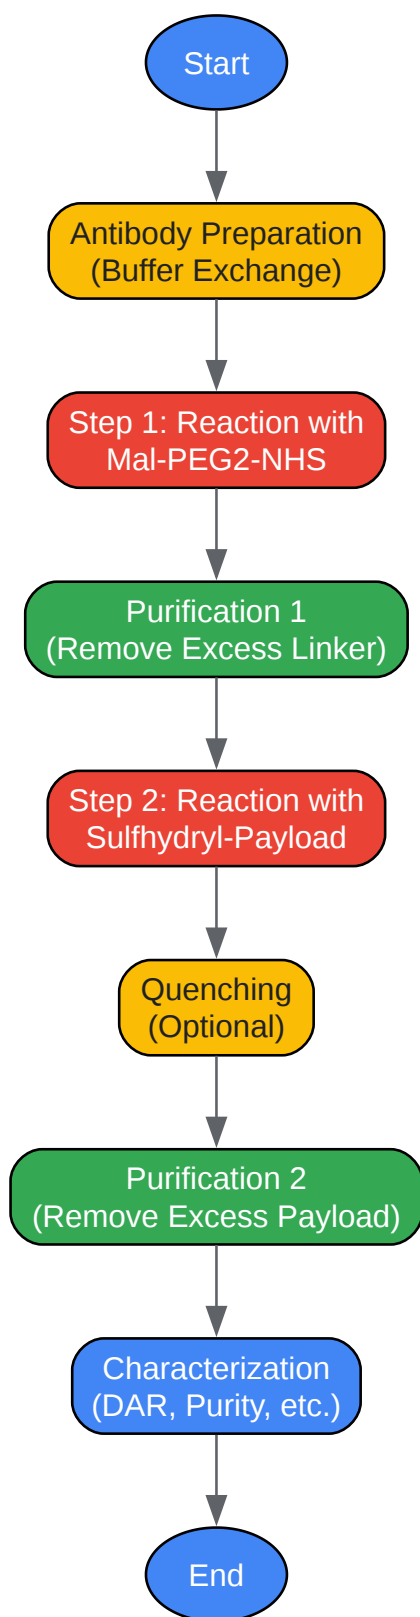 Start
Antibody Preparation
(Buffer Exchange)
Step 1: Reaction with
Mal-PEG2-NHS
Purification 1
(Remove Excess Linker)
Step 2: Reaction with
Sulfhydryl-Payload
Quenching
(Optional)
Purification 2
(Remove Excess Payload)
Characterization
(DAR, Purity, etc.)
End